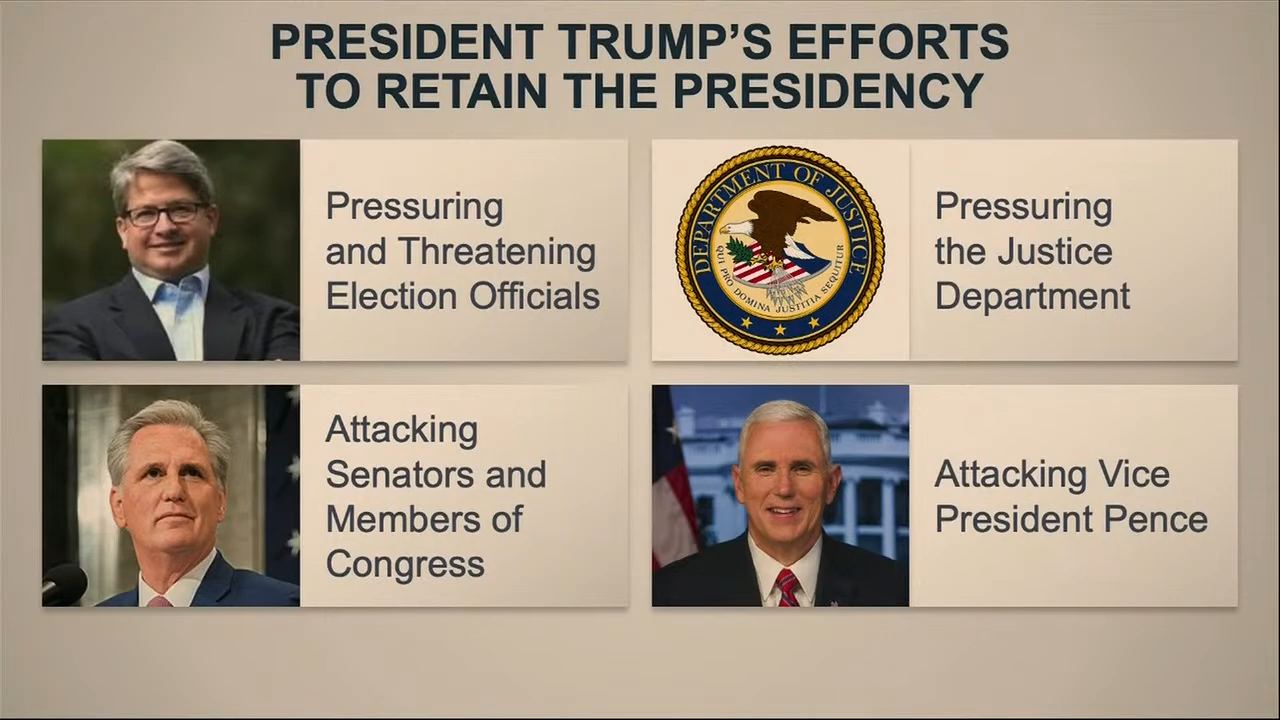 PRESIDENT TRUMP’S EFFORTS
TO RETAIN THE PRESIDENCY
Pressuring
and Threatening
Election Officials
DEPARTMENT OF JUSTICE
QUI PRO DOMINA JUSTITIA SEQUITUR
Pressuring
the Justice
Department
Attacking
Senators and
Members of
Congress
Attacking Vice
President Pence